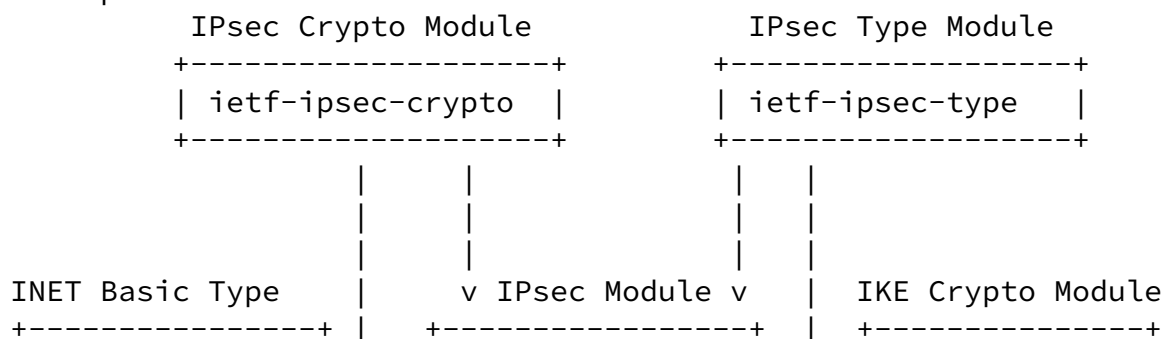 IPsec Crypto Module IPsec Type Module
+--------------------+ +-------------------+
| ietf-ipsec-crypto | | ietf-ipsec-type |
+--------------------+ +-------------------+
| | | |
| | | |
| | | |
INET Basic Type | v IPsec Module v | IKE Crypto Module
+----------------+ | +-----------------+ | +---------------+